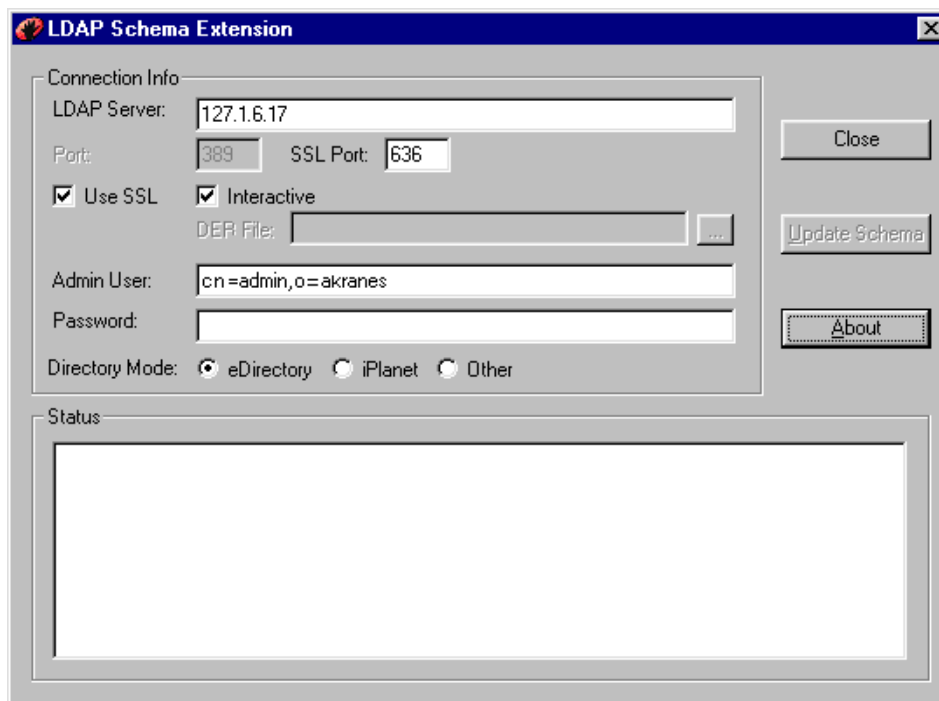 LDAP Schema Extension
Connection Info
LDAP Server: 127.1.6.17
Port: 389 SSL Port: 636
Use SSL Interactive
DER File: ...
Admin User: cn=admin,o=akranes
Password:
Directory Mode: eDirectory iPlanet Other
Close
Update Schema
About
Status